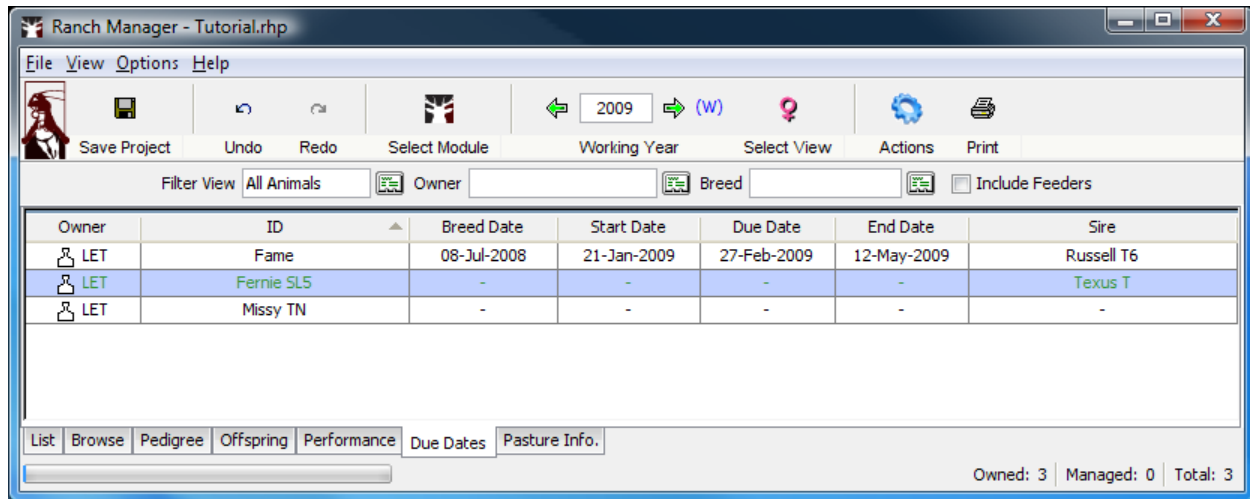 Ranch Manager - Tutorial.rhp
File View Options Help
2009 (W)
Save Project Undo Redo Select Module Working Year Select View Actions Print
Filter View All Animals Owner Breed Include Feeders
Owner ID Breed Date Start Date Due Date End Date Sire
LET Fame 08-Jul-2008 21-Jan-2009 27-Feb-2009 12-May-2009 Russell T6
LET Fernie SL5 - - - - Texus T
LET Missy TN - - - - -
List Browse Pedigree Offspring Performance Due Dates Pasture Info.
Owned: 3 Managed: 0 Total: 3